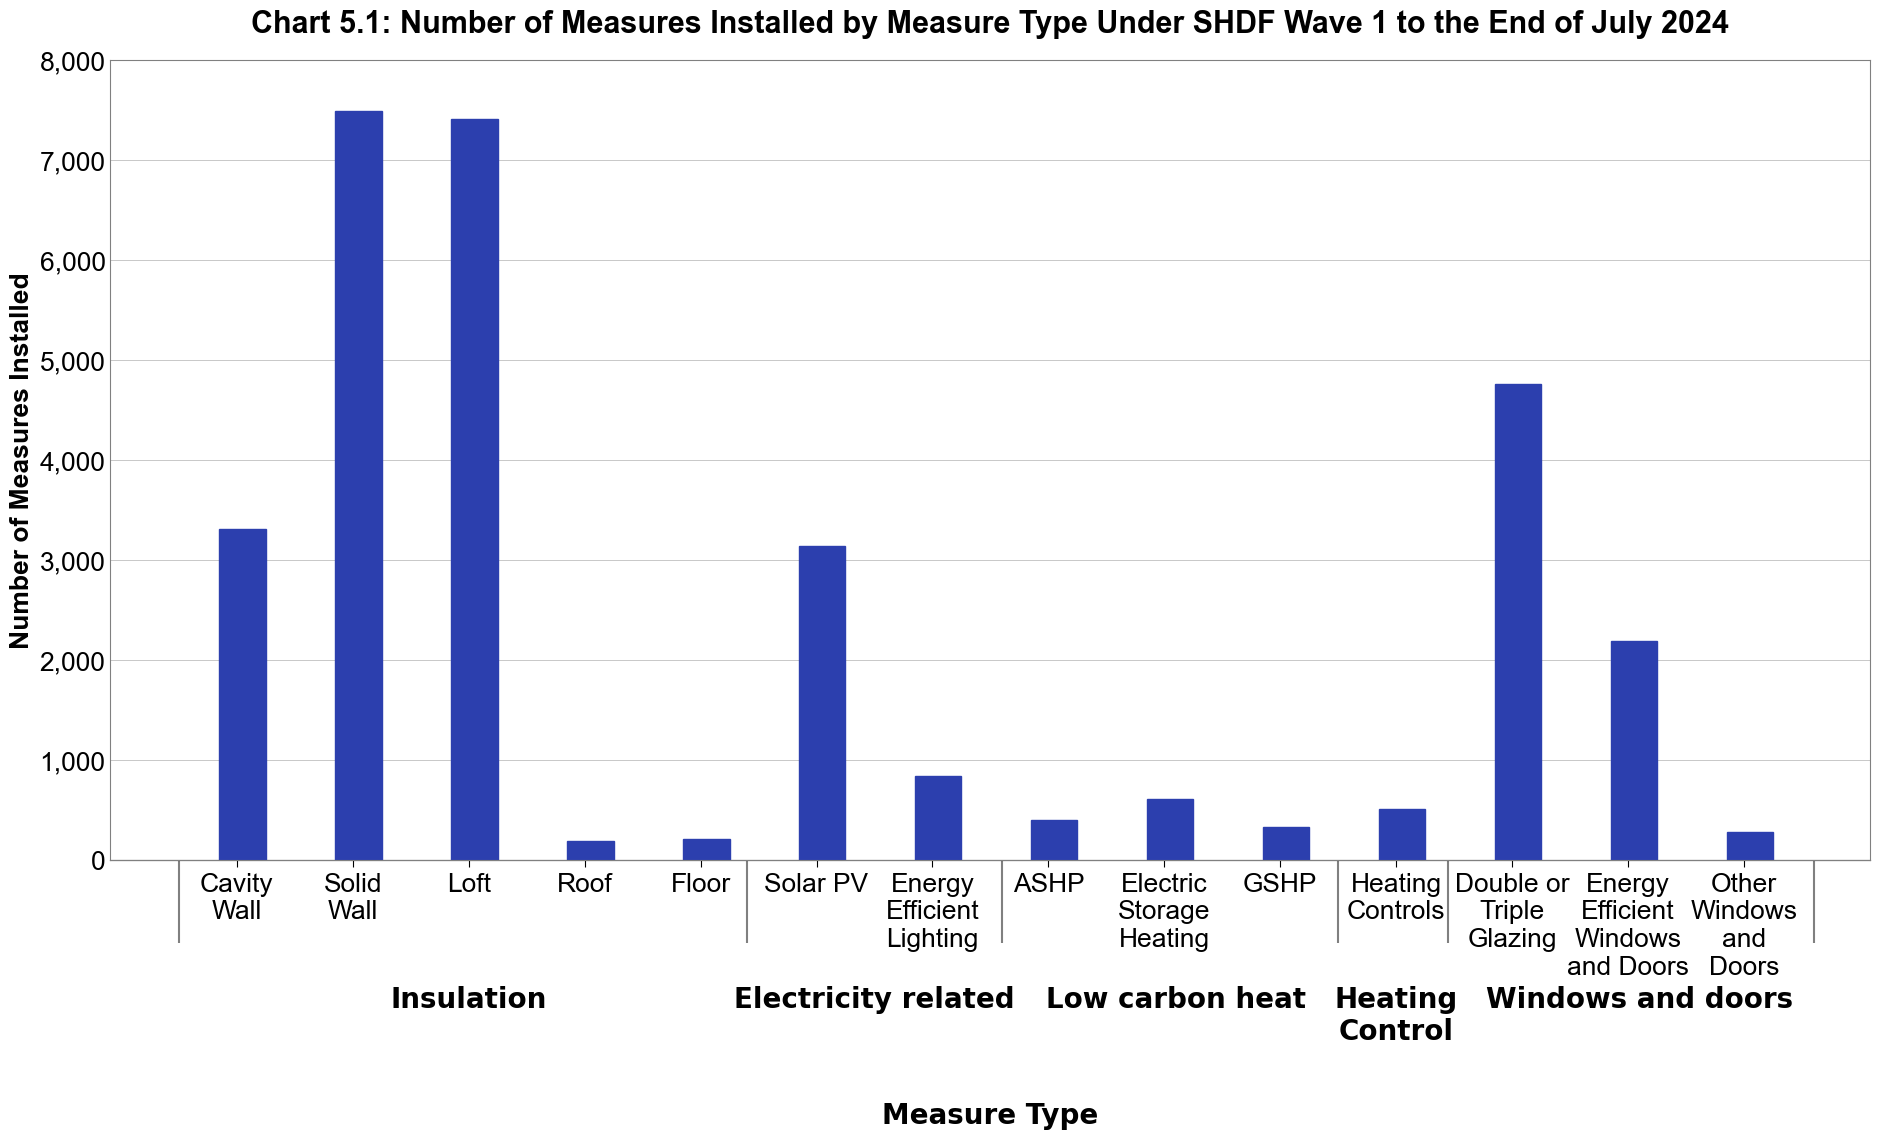 Chart 5.1: Number of Measures Installed by Measure Type Under SHDF Wave 1 to the End of July 2024
Number of Measures Installed
8,000
7,000
6,000
5,000
4,000
3,000
2,000
1,000
0
Cavity
Wall
Solid
Wall
Loft
Roof
Floor
Solar PV
Energy
Efficient
Lighting
ASHP
Electric
Storage
Heating
GSHP
Heating
Controls
Double or
Triple
Glazing
Energy
Efficient
Windows
and Doors
Other
Windows
and
Doors
Insulation
Electricity related
Low carbon heat
Heating
Control
Windows and doors
Measure Type